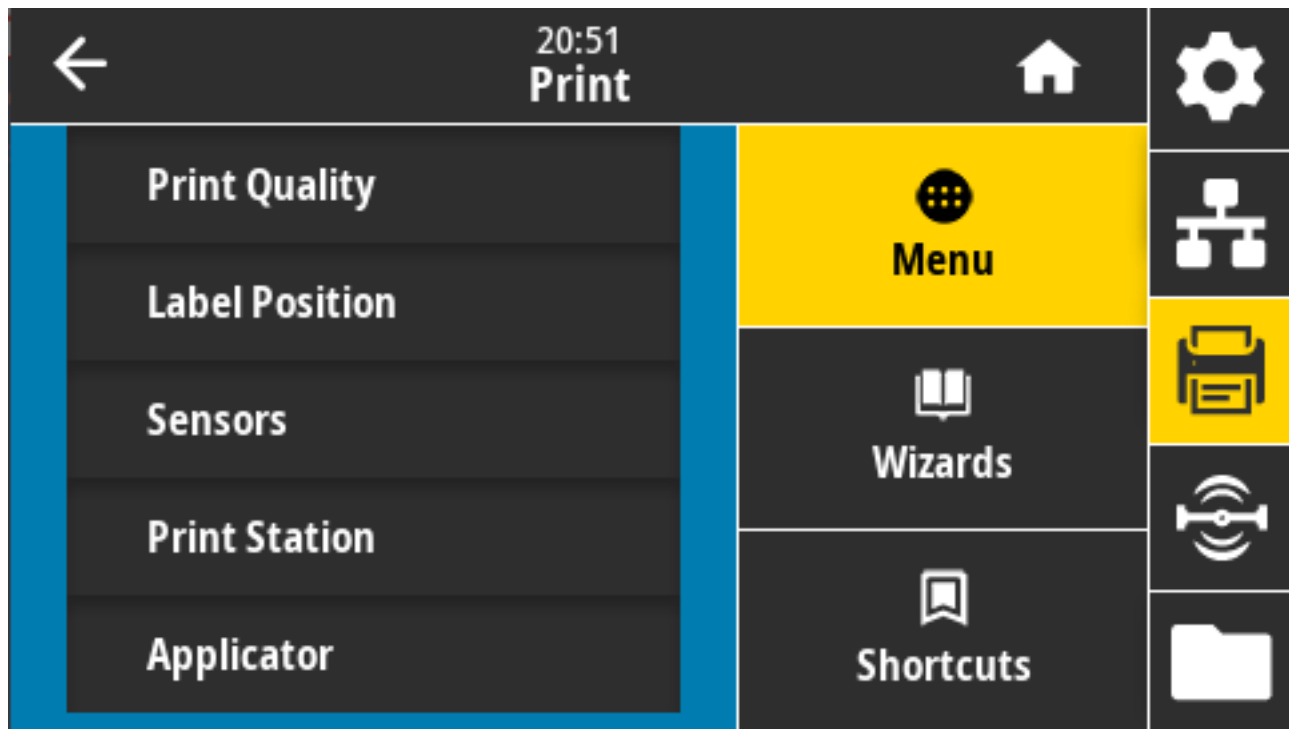 20:51
Print
Print Quality
Label Position
Sensors
Print Station
Applicator
Menu
Wizards
Shortcuts